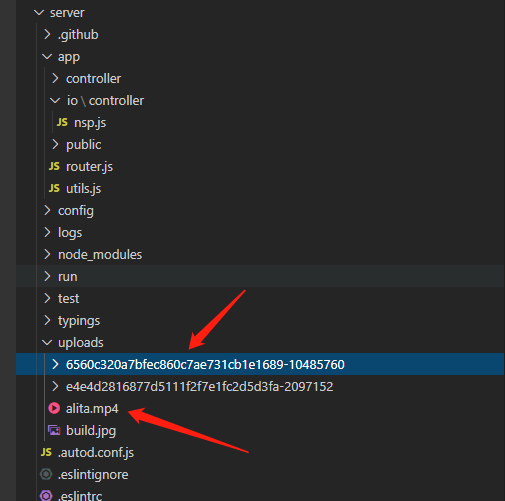 server
.github
app
controller
io \ controller
JS nsp.js
public
JS router.js
JS utils.js
config
logs
node_modules
run
test
typings
uploads
6560c320a7bfec860c7ae731cb1e1689-10485760
e4e4d2816877d5111f2f7e1fc2d5d3fa-2097152
alita.mp4
build.jpg
.autod.conf.js
.eslintignore
.eslintrc